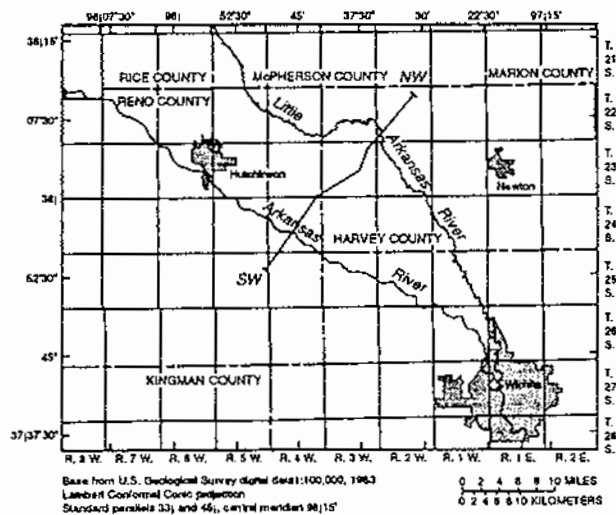 98¡07'30" 98¡ 52'30" 45' 37'30" 30' 22'30" 97¡15'
38¡15'
T. 21 S.
RICE COUNTY McPHERSON COUNTY NW MARION COUNTY
RENO COUNTY
T. 22 S.
Little
07'30"
Arkansas
T. 23 S.
Hutchinson
Newton
38¡
Arkansas
River
T. 24 S.
HARVEY COUNTY
SW
River
T. 25 S.
52'30"
T. 26 S.
45'
KINGMAN COUNTY
Wichita
T. 27 S.
37¡37'30"
T. 28 S.
R. 8 W. R. 7 W. R. 6 W. R. 5 W. R. 4 W. R. 3 W. R. 2 W. R. 1 W. R. 1 E. R. 2 E.
Base from U.S. Geological Survey digital data1:100,000, 1983
Lambert Conformal Conic projection
Standard parallels 33¡ and 45¡, central meridian 98¡15'
0 2 4 6 8 10 MILES
0 2 4 6 8 10 KILOMETERS